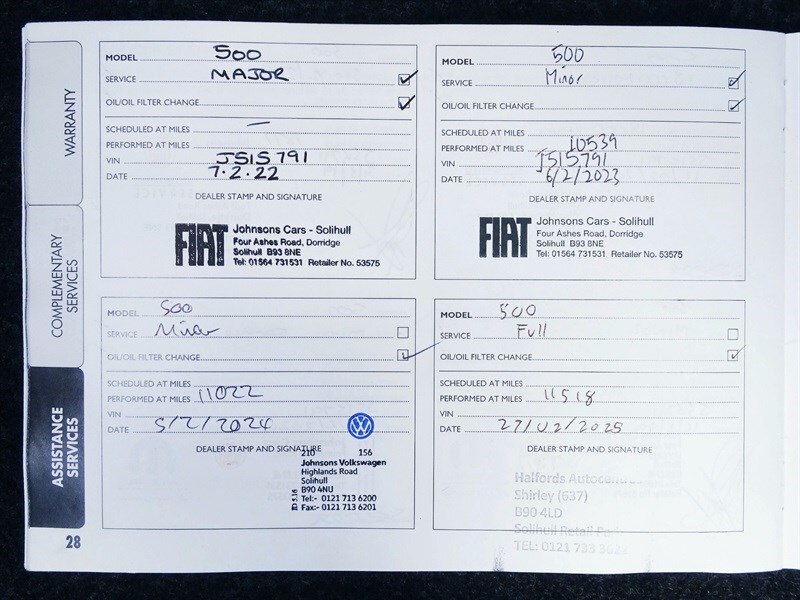 WARRANTY
COMPLEMENTARY
SERVICES
ASSISTANCE
SERVICES
28
MODEL 500
SERVICE MAJOR
OIL/OIL FILTER CHANGE
SCHEDULED AT MILES —
PERFORMED AT MILES
VIN JS1S791
DATE 7.2.22
DEALER STAMP AND SIGNATURE
FIAT
Johnsons Cars - Solihull
Four Ashes Road, Dorridge
Solihull B93 8NE
Tel: 01564 731531 Retailer No. 53575
MODEL 500
SERVICE Minor
OIL/OIL FILTER CHANGE
SCHEDULED AT MILES
PERFORMED AT MILES 10539
VIN J515791
DATE 6/2/2023
DEALER STAMP AND SIGNATURE
FIAT
Johnsons Cars - Solihull
Four Ashes Road, Dorridge
Solihull B93 8NE
Tel: 01564 731531 Retailer No. 53575
MODEL 500
SERVICE Minor
OIL/OIL FILTER CHANGE
SCHEDULED AT MILES
PERFORMED AT MILES 11022
VIN
DATE 5/2/2024
DEALER STAMP AND SIGNATURE
210 156
Johnsons Volkswagen
Highlands Road
Solihull
B90 4NU
Tel:- 0121 713 6200
Fax:- 0121 713 6201
MODEL 500
SERVICE Full
OIL/OIL FILTER CHANGE
SCHEDULED AT MILES
PERFORMED AT MILES 11518
VIN
DATE 27/02/2025
DEALER STAMP AND SIGNATURE
Halfords Autocentres
Shirley (637)
B90 4LD
Solihull Retail Park
TEL: 0121 733